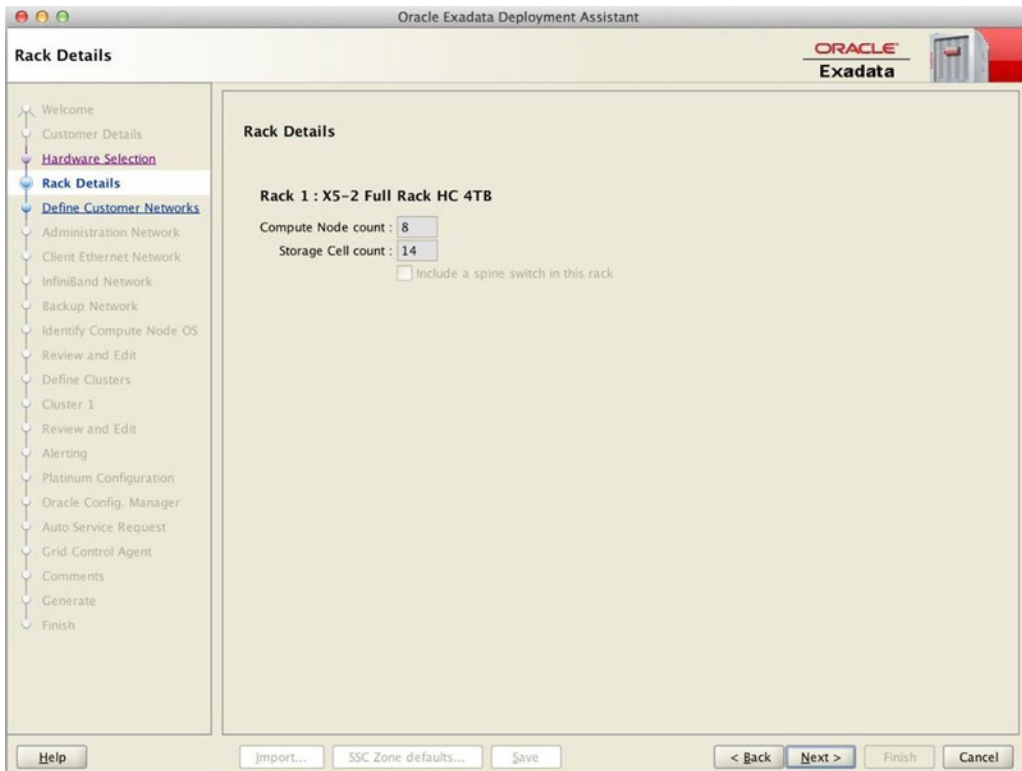 Oracle Exadata Deployment Assistant
Rack Details
ORACLE
Exadata
Welcome
Customer Details
Hardware Selection
Rack Details
Define Customer Networks
Administration Network
Client Ethernet Network
InfiniBand Network
Backup Network
Identify Compute Node OS
Review and Edit
Define Clusters
Cluster 1
Review and Edit
Alerting
Platinum Configuration
Oracle Config. Manager
Auto Service Request
Grid Control Agent
Comments
Generate
Finish
Rack Details
Rack 1 : X5-2 Full Rack HC 4TB
Compute Node count : 8
Storage Cell count : 14
Include a spine switch in this rack
Help Import... SSC Zone defaults... Save < Back Next > Finish Cancel